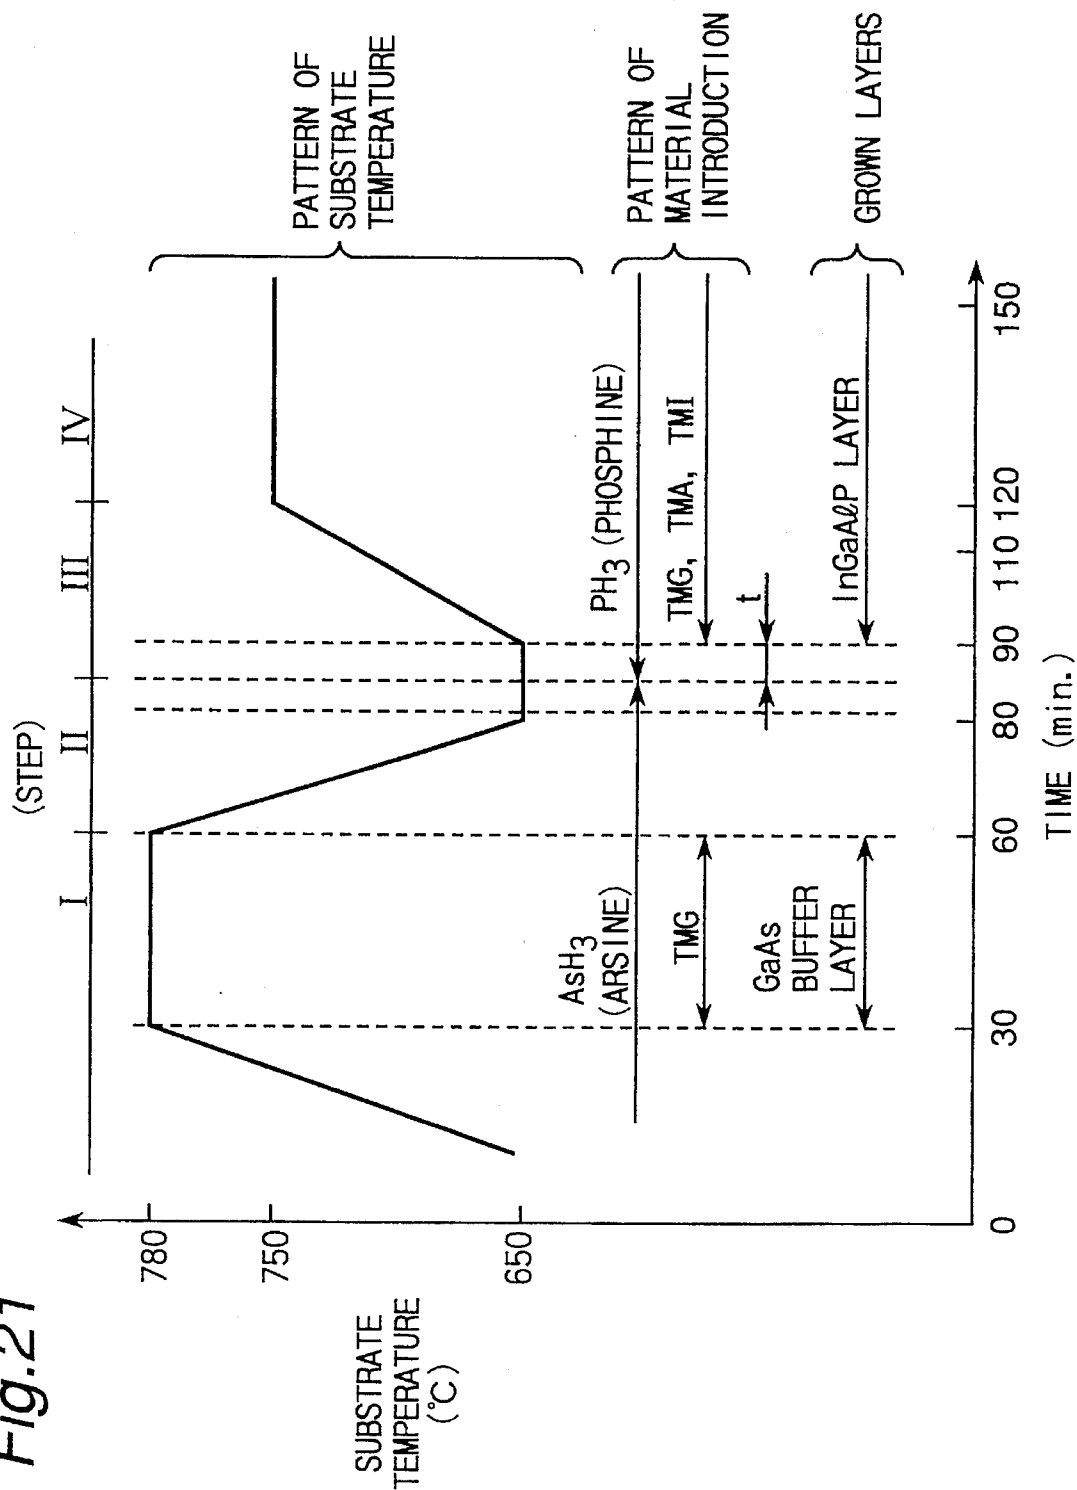 Fig.21
(STEP)
I
II
III
IV
SUBSTRATE
TEMPERATURE
(℃)
780
750
650
PATTERN OF
SUBSTRATE
TEMPERATURE
AsH3
(ARSINE)
PH3 (PHOSPHINE)
TMG
TMG, TMA, TMI
t
PATTERN OF
MATERIAL
INTRODUCTION
GaAs
BUFFER
LAYER
InGaAℓP LAYER
GROWN LAYERS
0
30
60
80
90
110
120
150
TIME (min.)